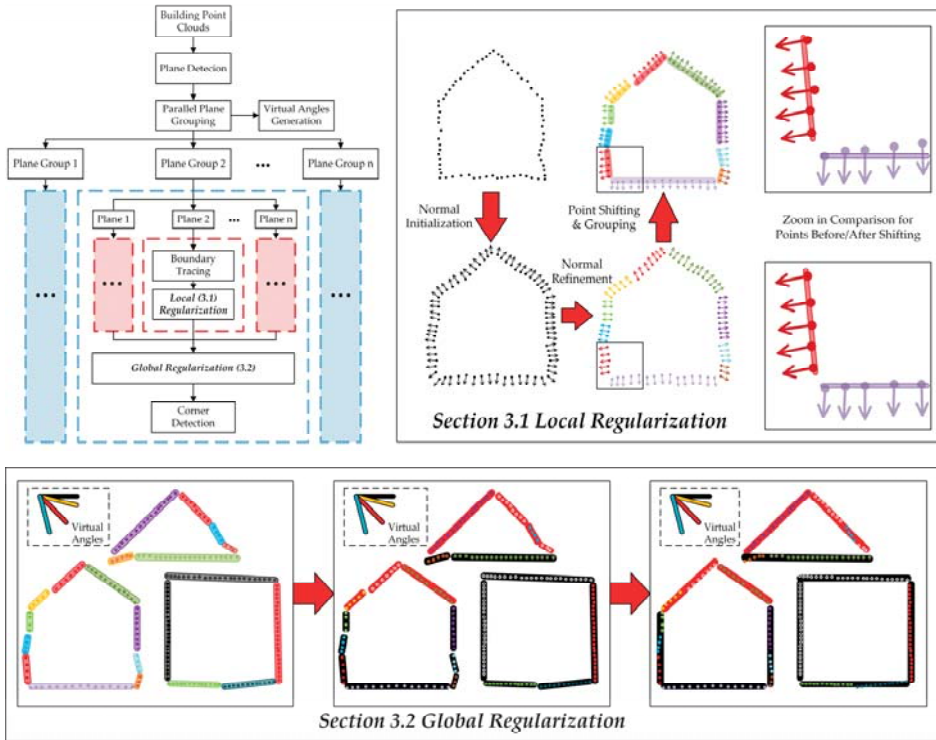 Building Point
Clouds
Plane Detecion
Parallel Plane
Grouping
Virtual Angles
Generation
Plane Group 1
Plane Group 2
•••
Plane Group n
Plane 1
Plane 2
•••
Plane n
Boundary
Tracing
Local (3.1)
Regularization
•••
•••
•••
•••
Global Regularization (3.2)
Corner
Detection
Normal
Initialization
Point Shifting
& Grouping
Normal
Refinement
Zoom in Comparison for
Points Before/After Shifting
Section 3.1 Local Regularization
Virtual
Angles
Virtual
Angles
Virtual
Angles
Section 3.2 Global Regularization